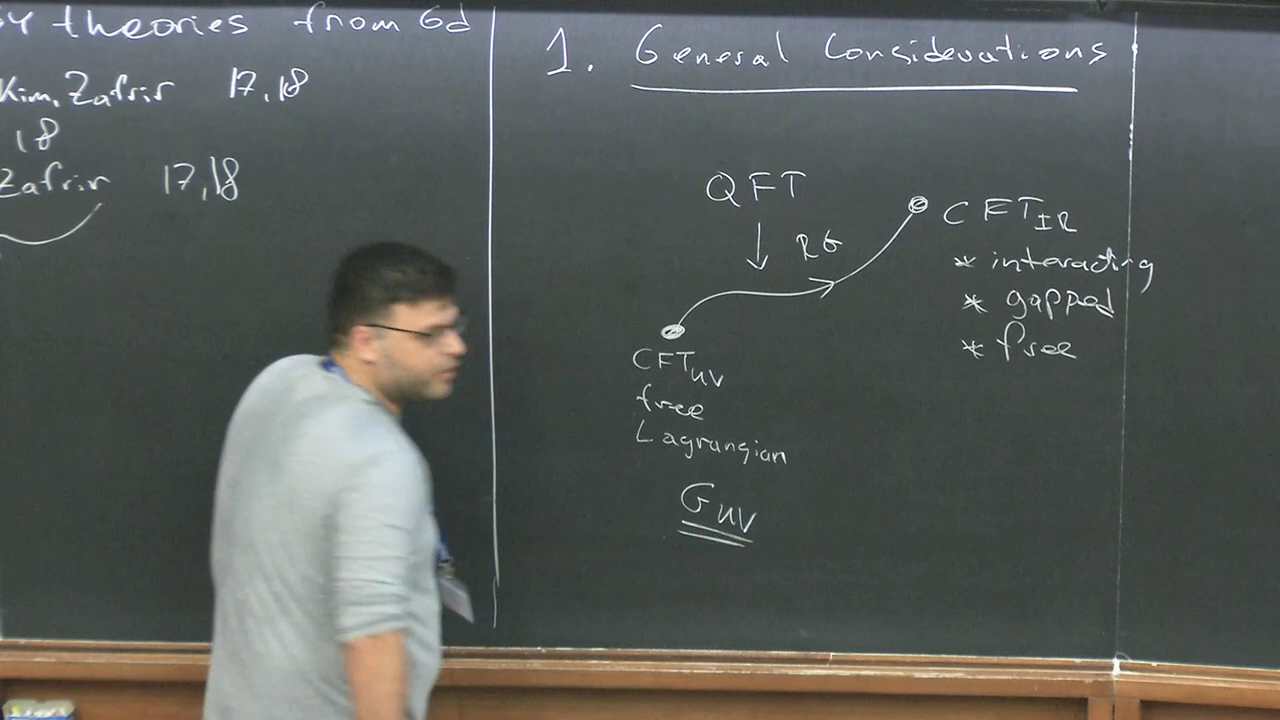 theories from 6d
Kim, Zafrir 17,18
18
Zafrir 17,18
1. General Considerations
QFT
RG
CFT_IR
* interacting
* gapped
* free
CFT_UV
free
Lagrangian
G_UV